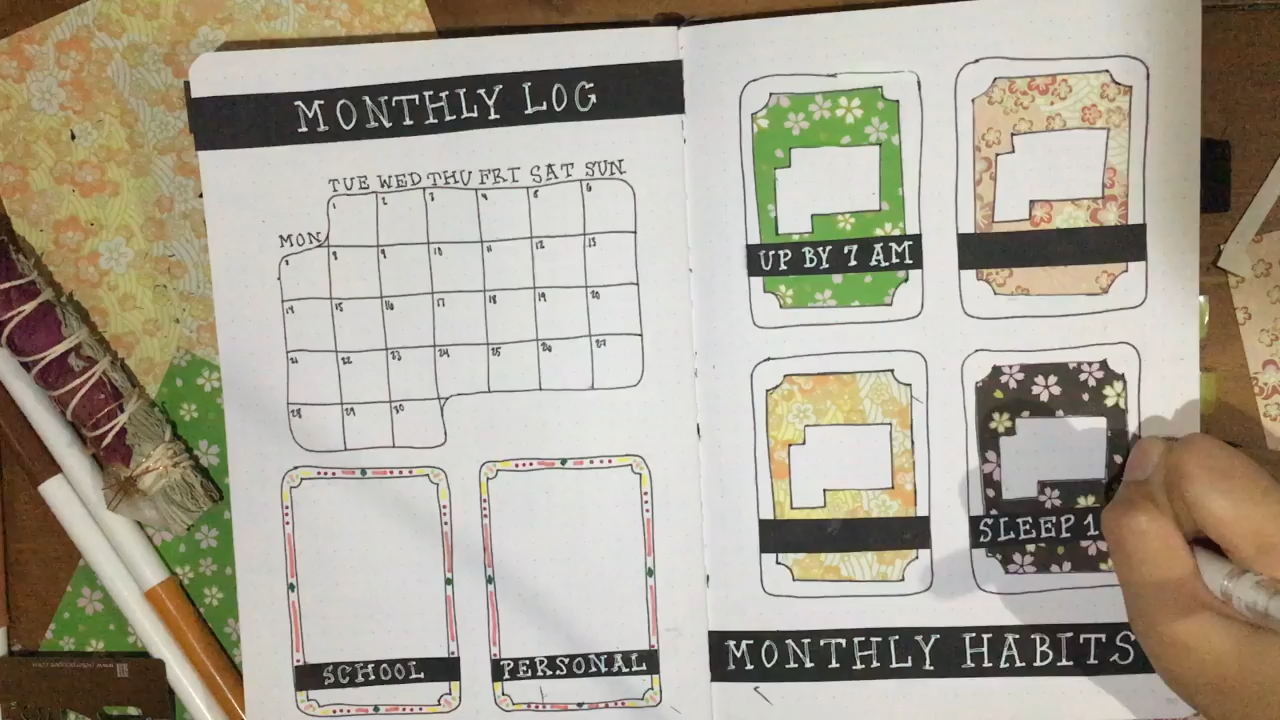 MONTHLY LOG
TUE WED THU FRI SAT SUN
1 2 3 4 5 6
MON
7 8 9 10 11 12 13
14 15 16 17 18 19 20
21 22 23 24 25 26 27
28 29 30
SCHOOL
PERSONAL
UP BY 7 AM
SLEEP 1
MONTHLY HABITS